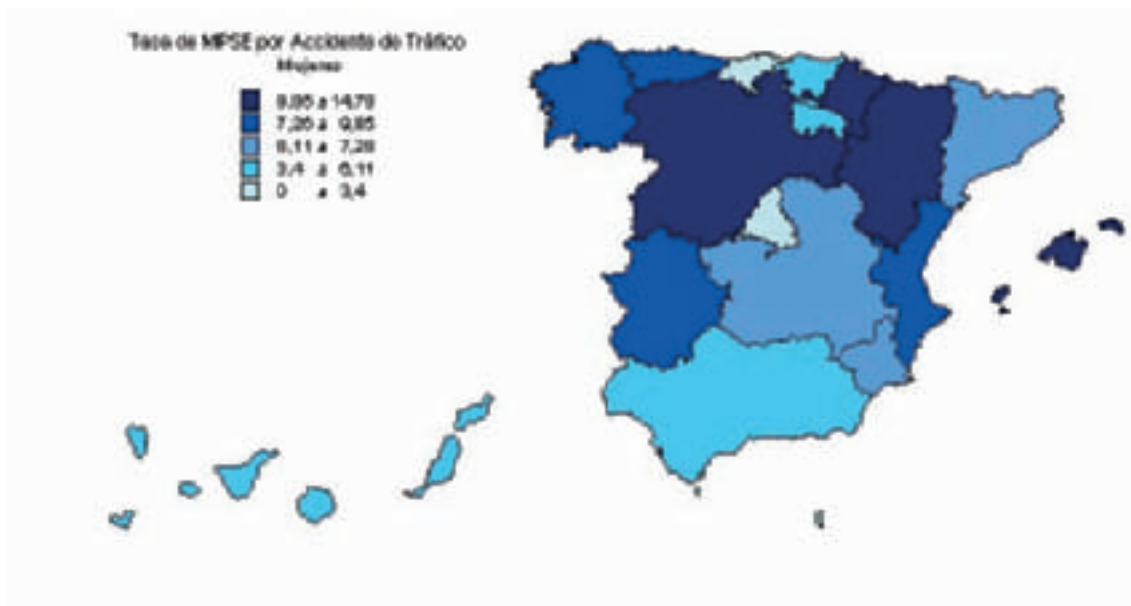 Tasa de MPSE por Accidente de Tráfico
Mujeres
9,85 a 14,79
7,28 a 9,85
6,11 a 7,28
3,4 a 6,11
0 a 3,4